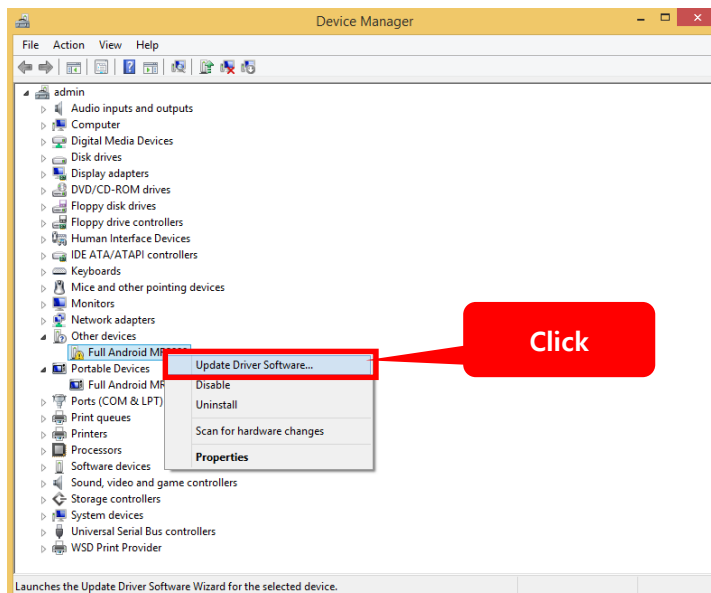 Device Manager
File Action View Help
admin
Audio inputs and outputs
Computer
Digital Media Devices
Disk drives
Display adapters
DVD/CD-ROM drives
Floppy disk drives
Floppy drive controllers
Human Interface Devices
IDE ATA/ATAPI controllers
Keyboards
Mice and other pointing devices
Monitors
Network adapters
Other devices
Full Android
Update Driver Software...
Click
Portable Devices
Full Android
Disable
Ports (COM & LPT)
Uninstall
Print queues
Printers
Scan for hardware changes
Processors
Properties
Software devices
Sound, video and game controllers
Storage controllers
System devices
Universal Serial Bus controllers
WSD Print Provider
Launches the Update Driver Software Wizard for the selected device.